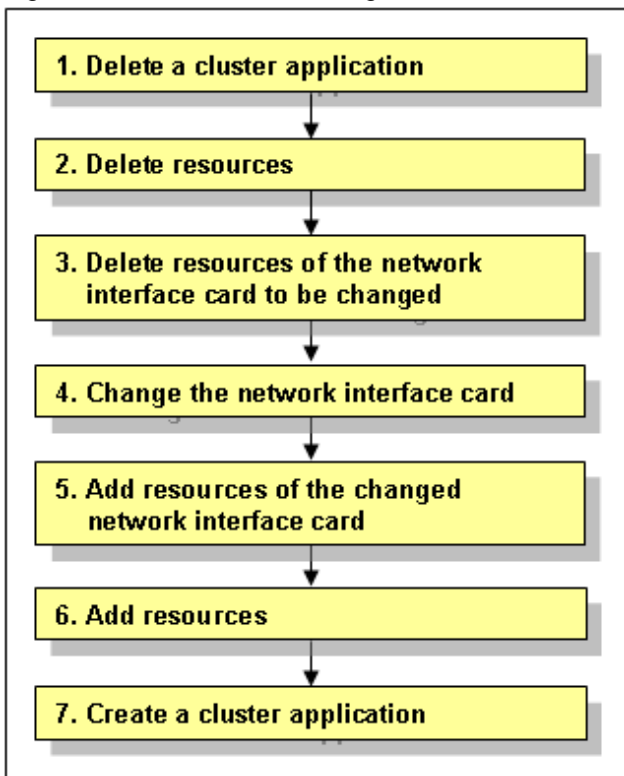 1. Delete a cluster application
2. Delete resources
3. Delete resources of the network
interface card to be changed
4. Change the network interface card
5. Add resources of the changed
network interface card
6. Add resources
7. Create a cluster application